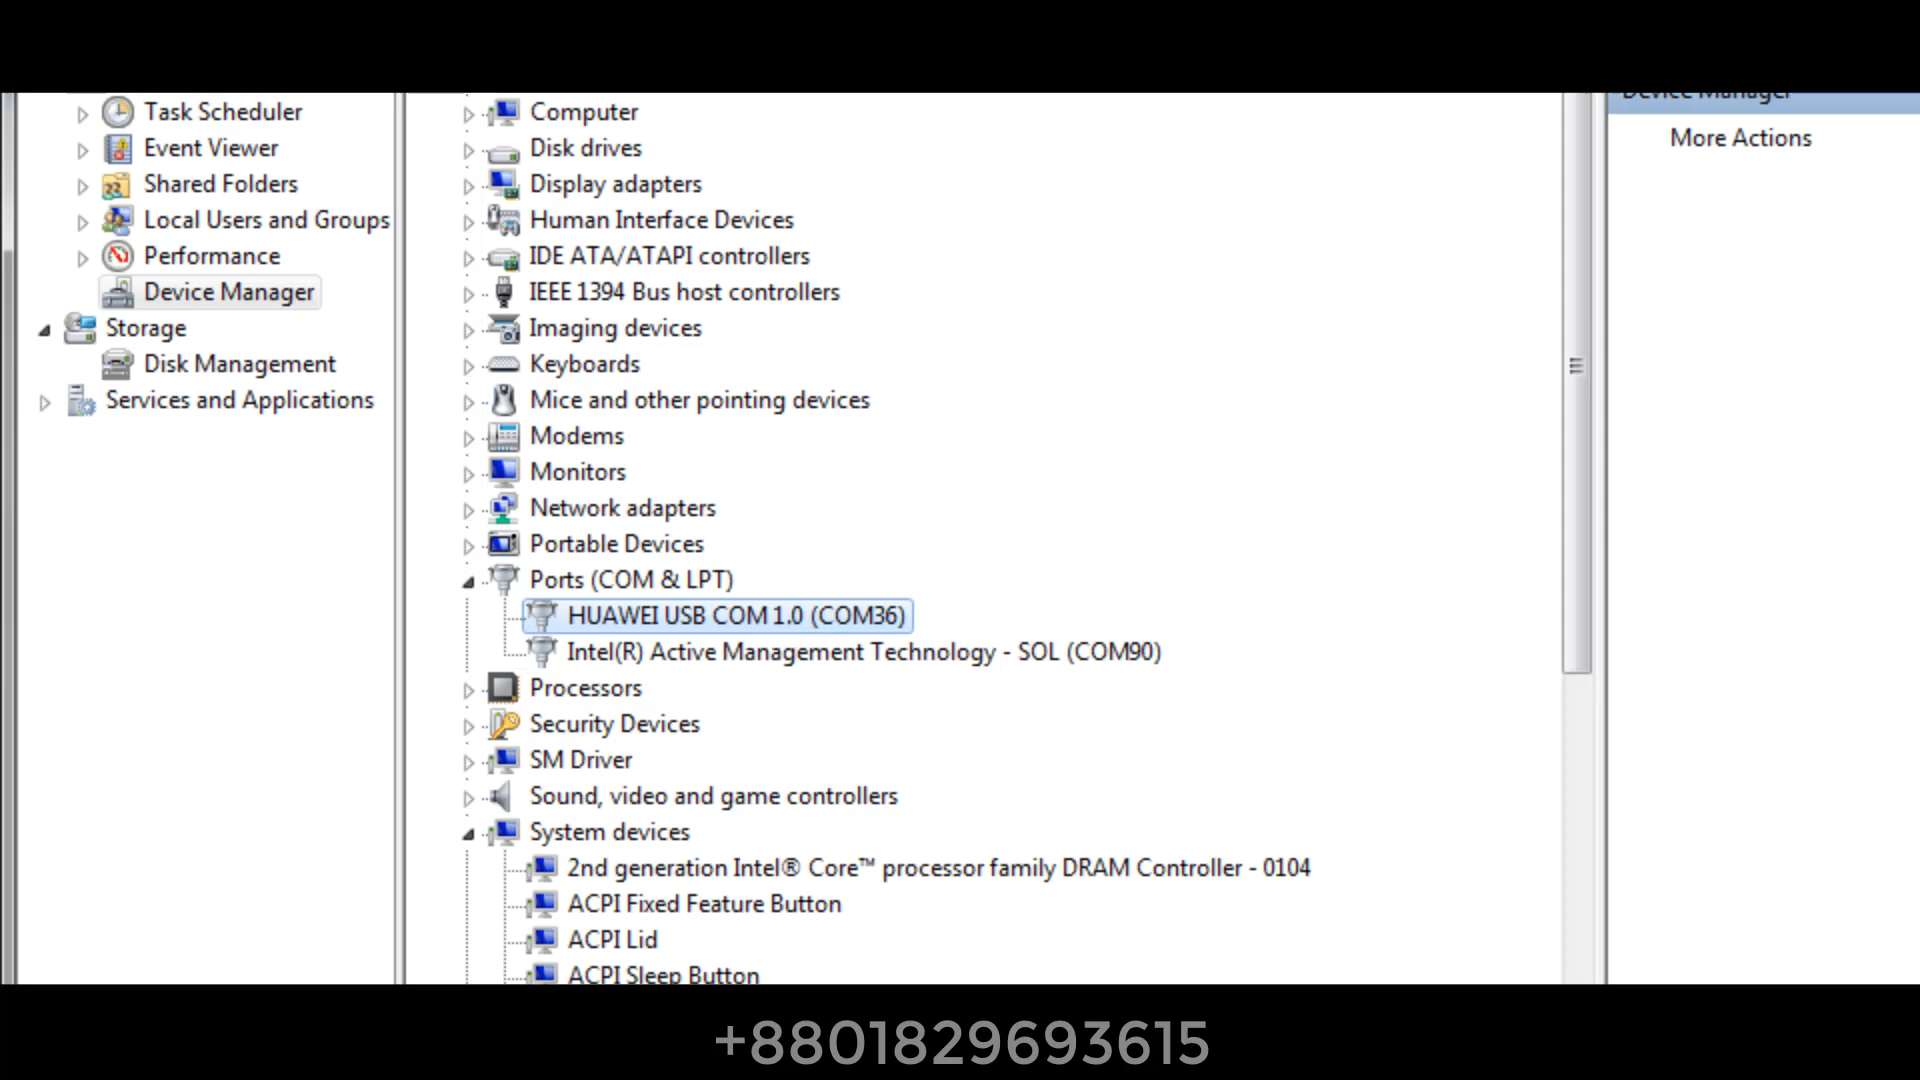 Task Scheduler
Event Viewer
Shared Folders
Local Users and Groups
Performance
Device Manager
Storage
Disk Management
Services and Applications
Computer
Disk drives
Display adapters
Human Interface Devices
IDE ATA/ATAPI controllers
IEEE 1394 Bus host controllers
Imaging devices
Keyboards
Mice and other pointing devices
Modems
Monitors
Network adapters
Portable Devices
Ports (COM & LPT)
HUAWEI USB COM 1.0 (COM36)
Intel(R) Active Management Technology - SOL (COM90)
Processors
Security Devices
SM Driver
Sound, video and game controllers
System devices
2nd generation Intel® Core™ processor family DRAM Controller - 0104
ACPI Fixed Feature Button
ACPI Lid
ACPI Sleep Button
Device Manager
More Actions
+8801829693615